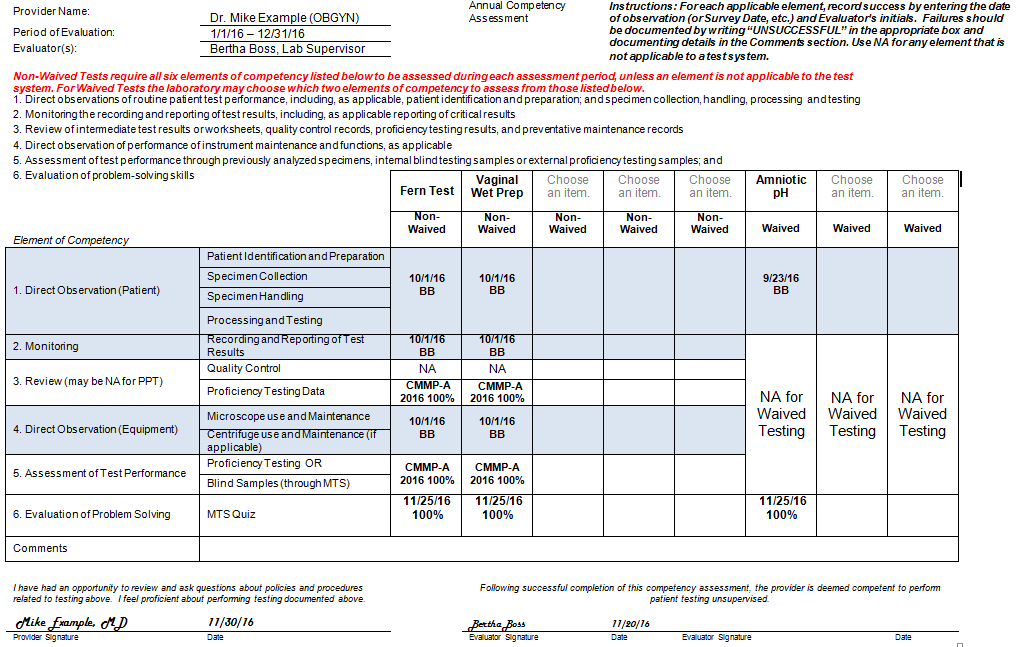 Provider Name:
Dr. Mike Example (OBGYN)
Period of Evaluation:
1/1/16 – 12/31/16
Evaluator(s):
Bertha Boss, Lab Supervisor
Annual Competency
Assessment
Instructions: For each applicable element, record success by entering the date
of observation (or Survey Date, etc.) and Evaluator's initials. Failures should
be documented by writing "UNSUCCESSFUL" in the appropriate box and
documenting details in the Comments section. Use NA for any element that is
not applicable to a test system.
Non-Waived Tests require all six elements of competency listed below to be assessed during each assessment period, unless an element is not applicable to the test
system. For Waived Tests the laboratory may choose which two elements of competency to assess from those listed below.
1. Direct observations of routine patient test performance, including, as applicable, patient identification and preparation; and specimen collection, handling, processing and testing
2. Monitoring the recording and reporting of test results, including, as applicable reporting of critical results
3. Review of intermediate test results or worksheets, quality control records, proficiency testing results, and preventative maintenance records
4. Direct observation of performance of instrument maintenance and functions, as applicable
5. Assessment of test performance through previously analyzed specimens, internal blind testing samples or external proficiency testing samples; and
6. Evaluation of problem-solving skills
Element of Competency
Fern Test
Vaginal
Wet Prep
Choose
an item.
Choose
an item.
Choose
an item.
Amniotic
pH
Choose
an item.
Choose
an item.
Non-
Waived
Non-
Waived
Non-
Waived
Non-
Waived
Non-
Waived
Waived
Waived
Waived
1. Direct Observation (Patient)
Patient Identification and Preparation
Specimen Collection
Specimen Handling
Processing and Testing
10/1/16
BB
10/1/16
BB
9/23/16
BB
2. Monitoring
Recording and Reporting of Test
Results
10/1/16
BB
10/1/16
BB
3. Review (may be NA for PPT)
Quality Control
NA
NA
Proficiency Testing Data
CMMP-A
2016 100%
CMMP-A
2016 100%
NA for
Waived
Testing
NA for
Waived
Testing
NA for
Waived
Testing
4. Direct Observation (Equipment)
Microscope use and Maintenance
Centrifuge use and Maintenance (if
applicable)
10/1/16
BB
10/1/16
BB
5. Assessment of Test Performance
Proficiency Testing OR
Blind Samples (through MTS)
CMMP-A
2016 100%
CMMP-A
2016 100%
6. Evaluation of Problem Solving
MTS Quiz
11/25/16
100%
11/25/16
100%
11/25/16
100%
Comments
I have had an opportunity to review and ask questions about policies and procedures
related to testing above. I feel proficient about performing testing documented above.
Following successful completion of this competency assessment, the provider is deemed competent to perform
patient testing unsupervised.
Mike Example, MD
11/30/16
Bertha Boss
11/20/16
Provider Signature
Date
Evaluator Signature
Date
Evaluator Signature
Date